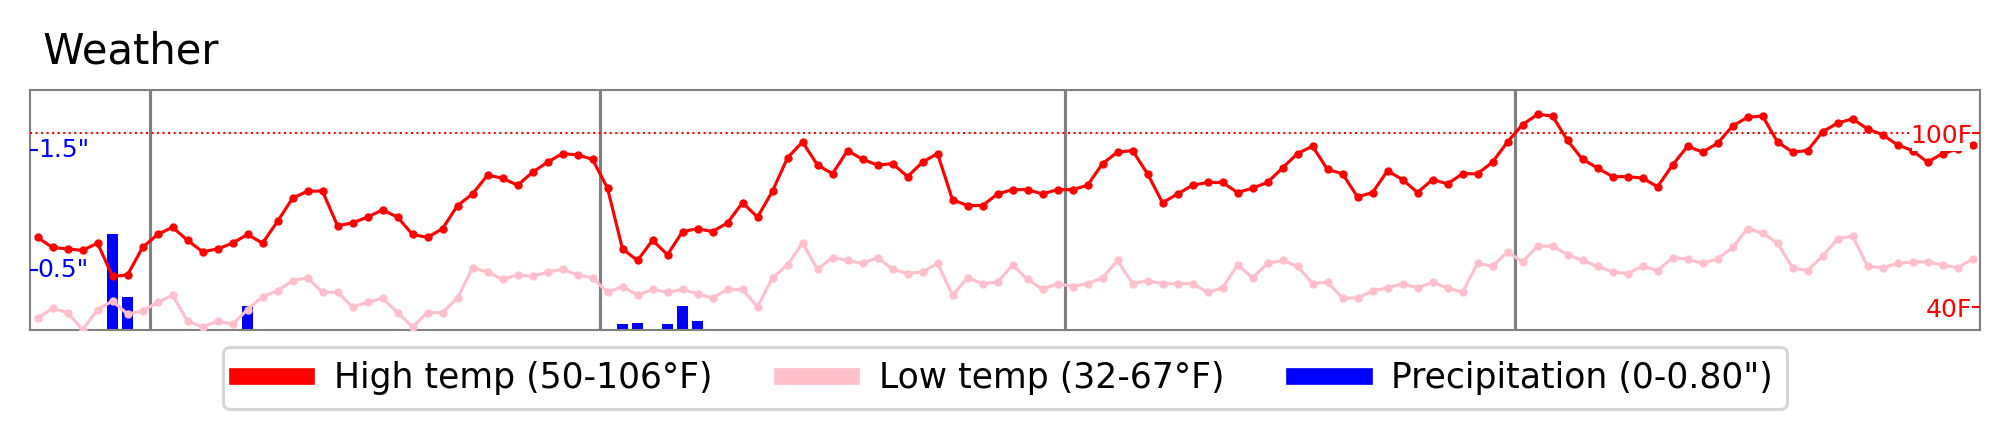 Weather
1.5"
100F
0.5"
40F
High temp (50-106°F) Low temp (32-67°F) Precipitation (0-0.80")